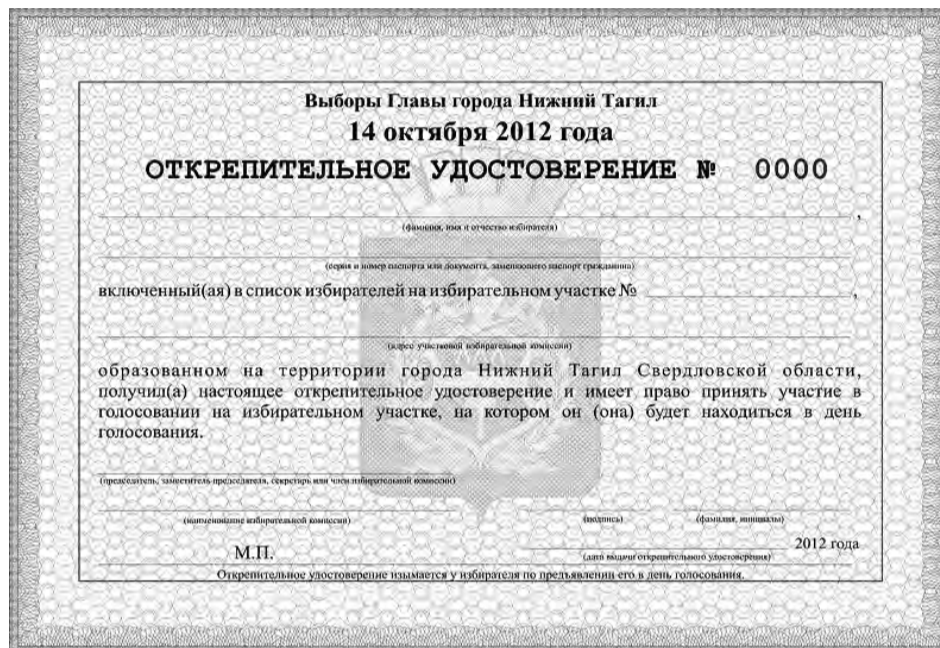 Выборы Главы города Нижний Тагил
14 октября 2012 года
ОТКРЕПИТЕЛЬНОЕ УДОСТОВЕРЕНИЕ № 0000
,
(фамилия, имя и отчество избирателя)
(серия и номер паспорта или документа, заменяющего паспорт гражданина)
включенный(ая) в список избирателей на избирательном участке № ,
(адрес участковой избирательной комиссии)
образованном на территории города Нижний Тагил Свердловской области,
получил(а) настоящее открепительное удостоверение и имеет право принять участие в
голосовании на избирательном участке, на котором он (она) будет находиться в день
голосования.
(председатель, заместитель председателя, секретарь или член избирательной комиссии)
(наименование избирательной комиссии) (подпись) (фамилия, инициалы)
М.П. 2012 года
(дата выдачи открепительного удостоверения)
Открепительное удостоверение изымается у избирателя по предъявлении его в день голосования.